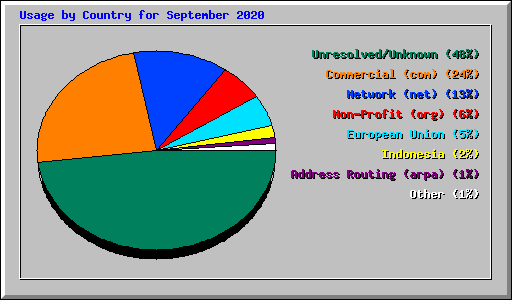 Usage by Country for September 2020
Unresolved/Unknown (48%)
Commercial (com) (24%)
Network (net) (13%)
Non-Profit (org) (6%)
European Union (5%)
Indonesia (2%)
Address Routing (arpa) (1%)
Other (1%)